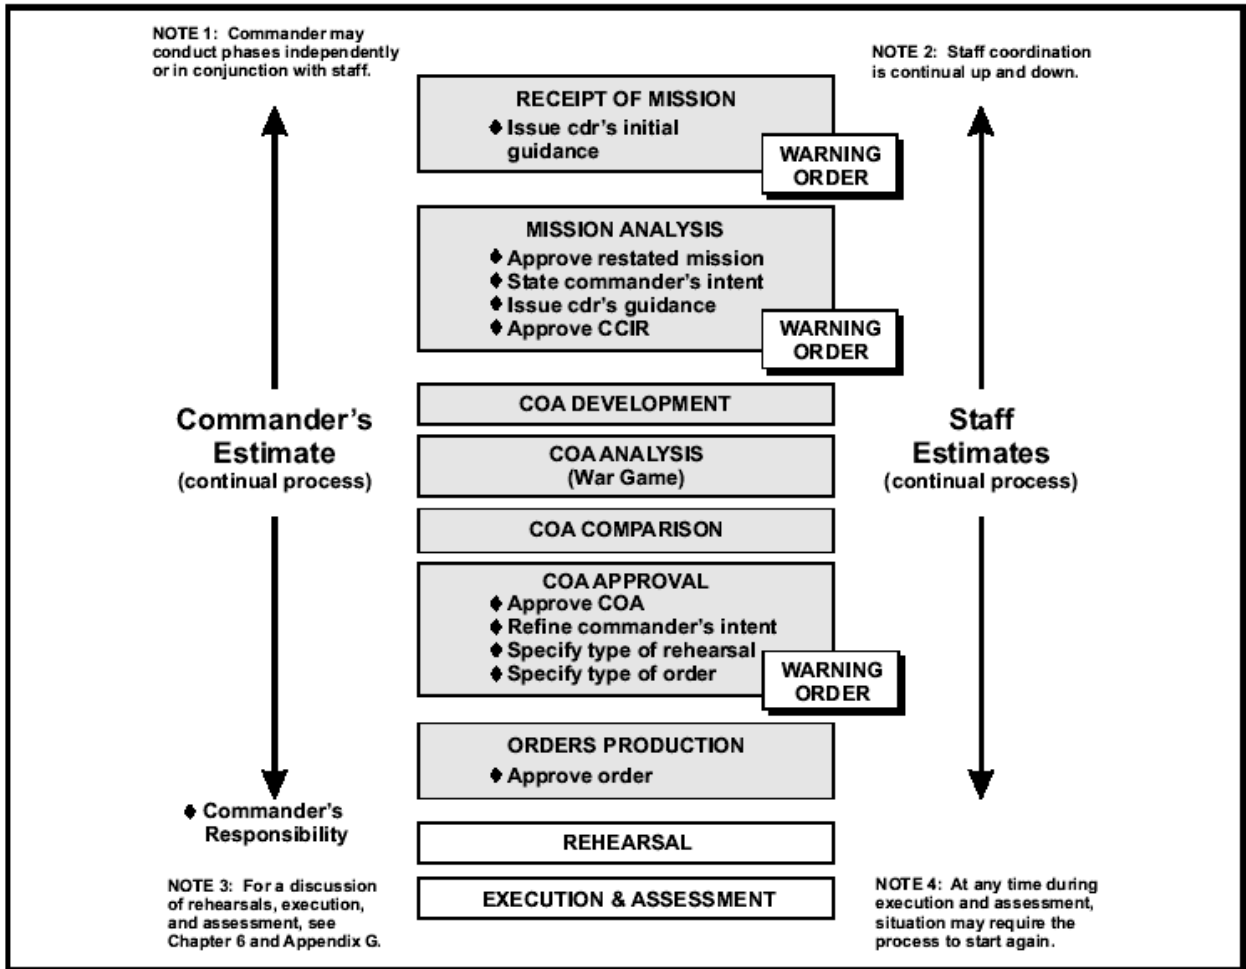 NOTE 1: Commander may
conduct phases independently
or in conjunction with staff.
NOTE 2: Staff coordination
is continual up and down.
RECEIPT OF MISSION
♦ Issue cdr's initial
guidance
WARNING
ORDER
MISSION ANALYSIS
♦ Approve restated mission
♦ State commander's intent
♦ Issue cdr's guidance
♦ Approve CCIR
WARNING
ORDER
Commander's
Estimate
(continual process)
COA DEVELOPMENT
COA ANALYSIS
(War Game)
COA COMPARISON
Staff
Estimates
(continual process)
COA APPROVAL
♦ Approve COA
♦ Refine commander's intent
♦ Specify type of rehearsal
♦ Specify type of order
WARNING
ORDER
ORDERS PRODUCTION
♦ Approve order
♦ Commander's
Responsibility
REHEARSAL
EXECUTION & ASSESSMENT
NOTE 3: For a discussion
of rehearsals, execution,
and assessment, see
Chapter 6 and Appendix G.
NOTE 4: At any time during
execution and assessment,
situation may require the
process to start again.